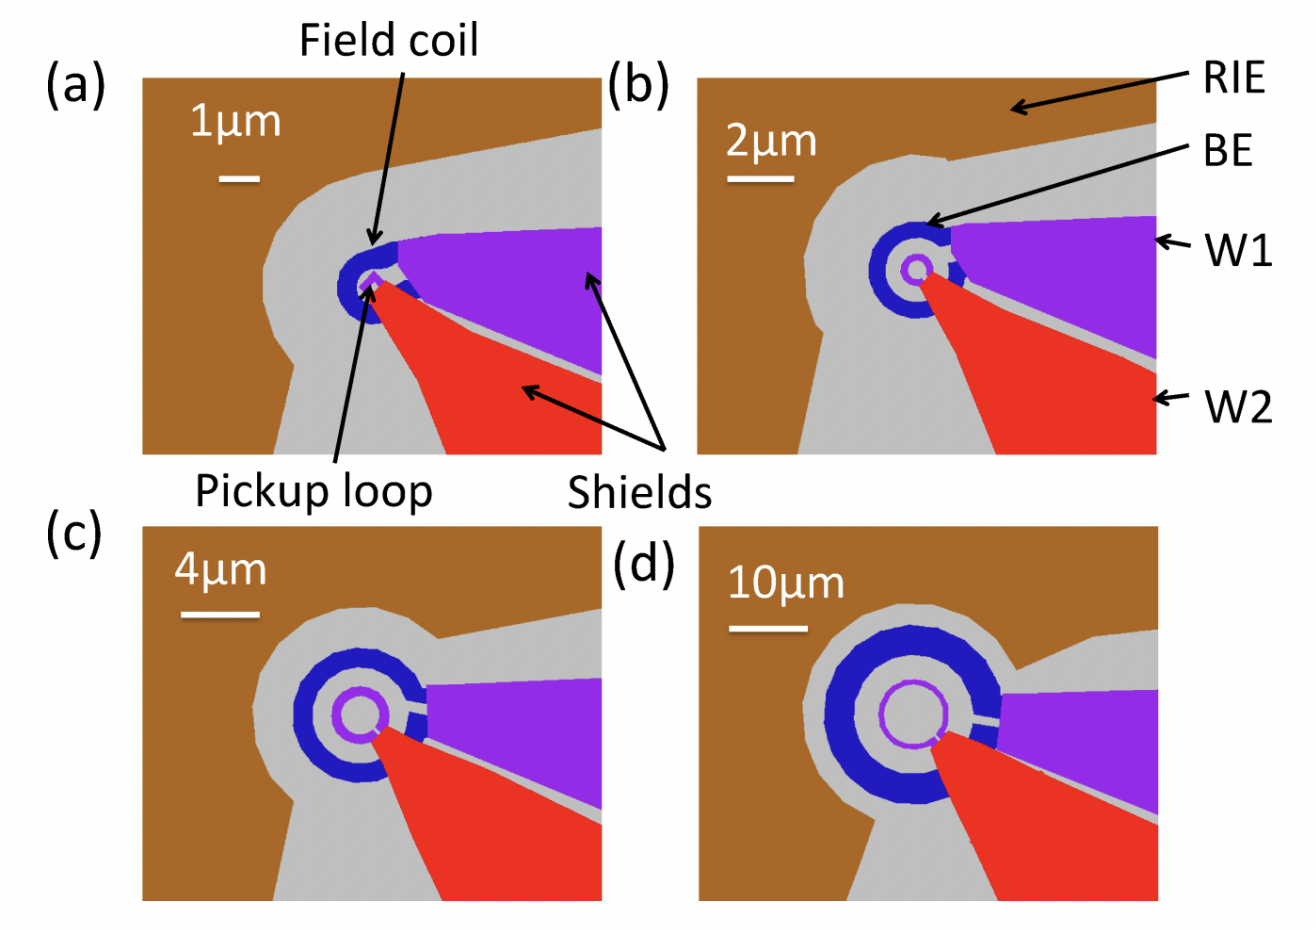 Field coil
(a)
1μm
(b)
2μm
RIE
BE
W1
W2
Pickup loop
Shields
(c)
4μm
(d)
10μm